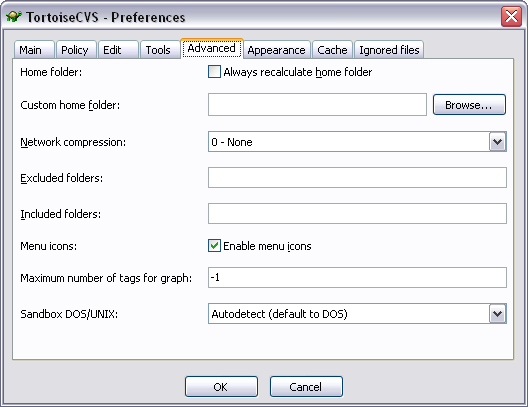 TortoiseCVS - Preferences
Main Policy Edit Tools Advanced Appearance Cache Ignored files
Home folder: Always recalculate home folder
Custom home folder: Browse...
Network compression: 0 - None
Excluded folders:
Included folders:
Menu icons: Enable menu icons
Maximum number of tags for graph: -1
Sandbox DOS/UNIX: Autodetect (default to DOS)
OK Cancel